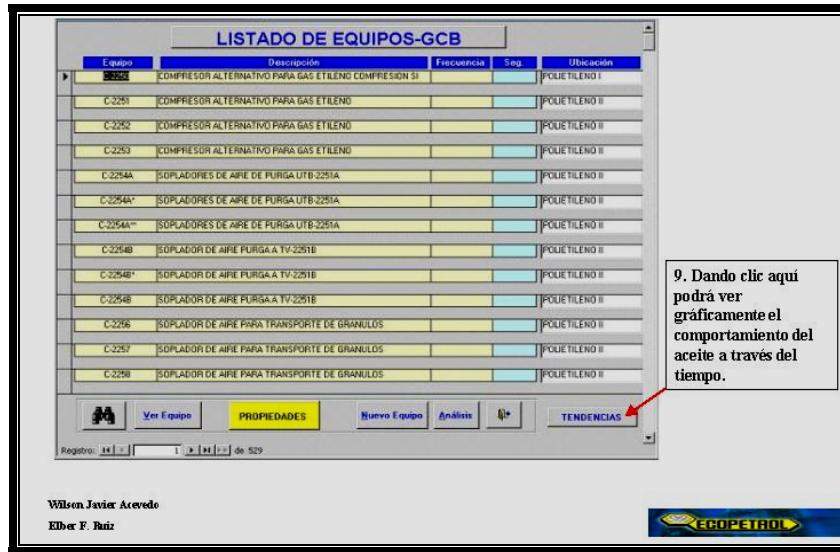 LISTADO DE EQUIPOS-GCB
Equipo Descripción Frecuencia Seg. Ubicación
C-2250 COMPRESOR ALTERNATIVO PARA GAS ETILENO COMPRESION SI POLIETILENO I
C-2251 COMPRESOR ALTERNATIVO PARA GAS ETILENO POLIETILENO II
C-2252 COMPRESOR ALTERNATIVO PARA GAS ETILENO POLIETILENO II
C-2253 COMPRESOR ALTERNATIVO PARA GAS ETILENO POLIETILENO II
C-2254A SOPLADORES DE AIRE DE PURGA UTB-2251A POLIETILENO II
C-2254A* SOPLADORES DE AIRE DE PURGA UTB-2251A POLIETILENO II
C-2254A** SOPLADORES DE AIRE DE PURGA UTB-2251A POLIETILENO II
C-2254B SOPLADOR DE AIRE PURGA A TV-2251B POLIETILENO II
C-2254B* SOPLADOR DE AIRE PURGA A TV-2251B POLIETILENO II
C-2254B SOPLADOR DE AIRE PURGA A TV-2251B POLIETILENO II
C-2256 SOPLADOR DE AIRE PARA TRANSPORTE DE GRANULOS POLIETILENO II
C-2257 SOPLADOR DE AIRE PARA TRANSPORTE DE GRANULOS POLIETILENO II
C-2258 SOPLADOR DE AIRE PARA TRANSPORTE DE GRANULOS POLIETILENO II
Ver Equipo PROPIEDADES Nuevo Equipo Análisis TENDENCIAS
Registro: 1 de 529
9. Dando clic aquí
podrá ver
gráficamente el
comportamiento del
aceite a través del
tiempo.
Wilson Javier Acevedo
Elber F. Ruiz
ECOPETROL